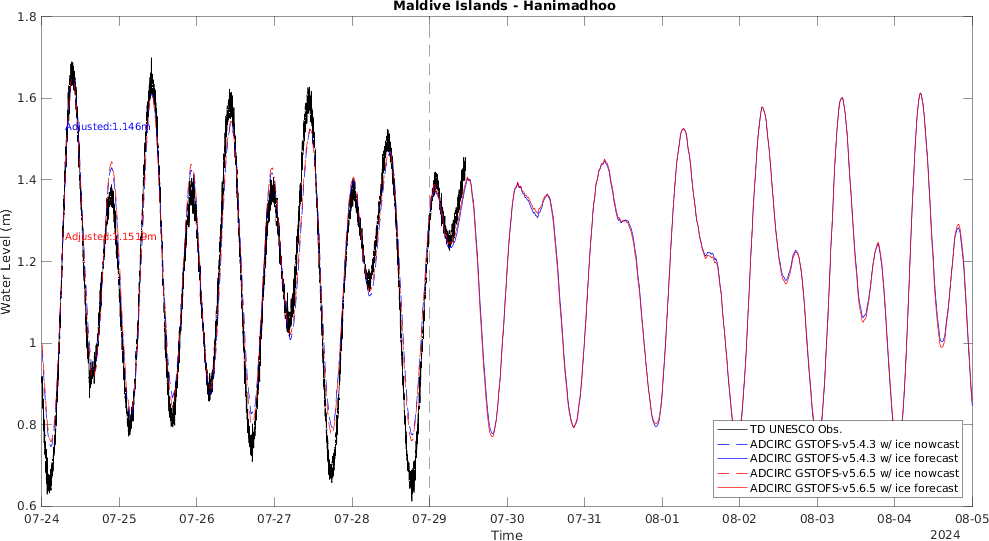 Maldive Islands - Hanimadhoo
1.8
1.6
1.4
1.2
1
0.8
0.6
Water Level (m)
Adjusted:1.146m
TD UNESCO Obs.
ADCIRC GSTOFS-v5.4.3 w/ ice nowcast
ADCIRC GSTOFS-v5.4.3 w/ ice forecast
ADCIRC GSTOFS-v5.6.5 w/ ice nowcast
ADCIRC GSTOFS-v5.6.5 w/ ice forecast
07-24 07-25 07-26 07-27 07-28 07-29 07-30 07-31 08-01 08-02 08-03 08-04 08-05
Time
2024